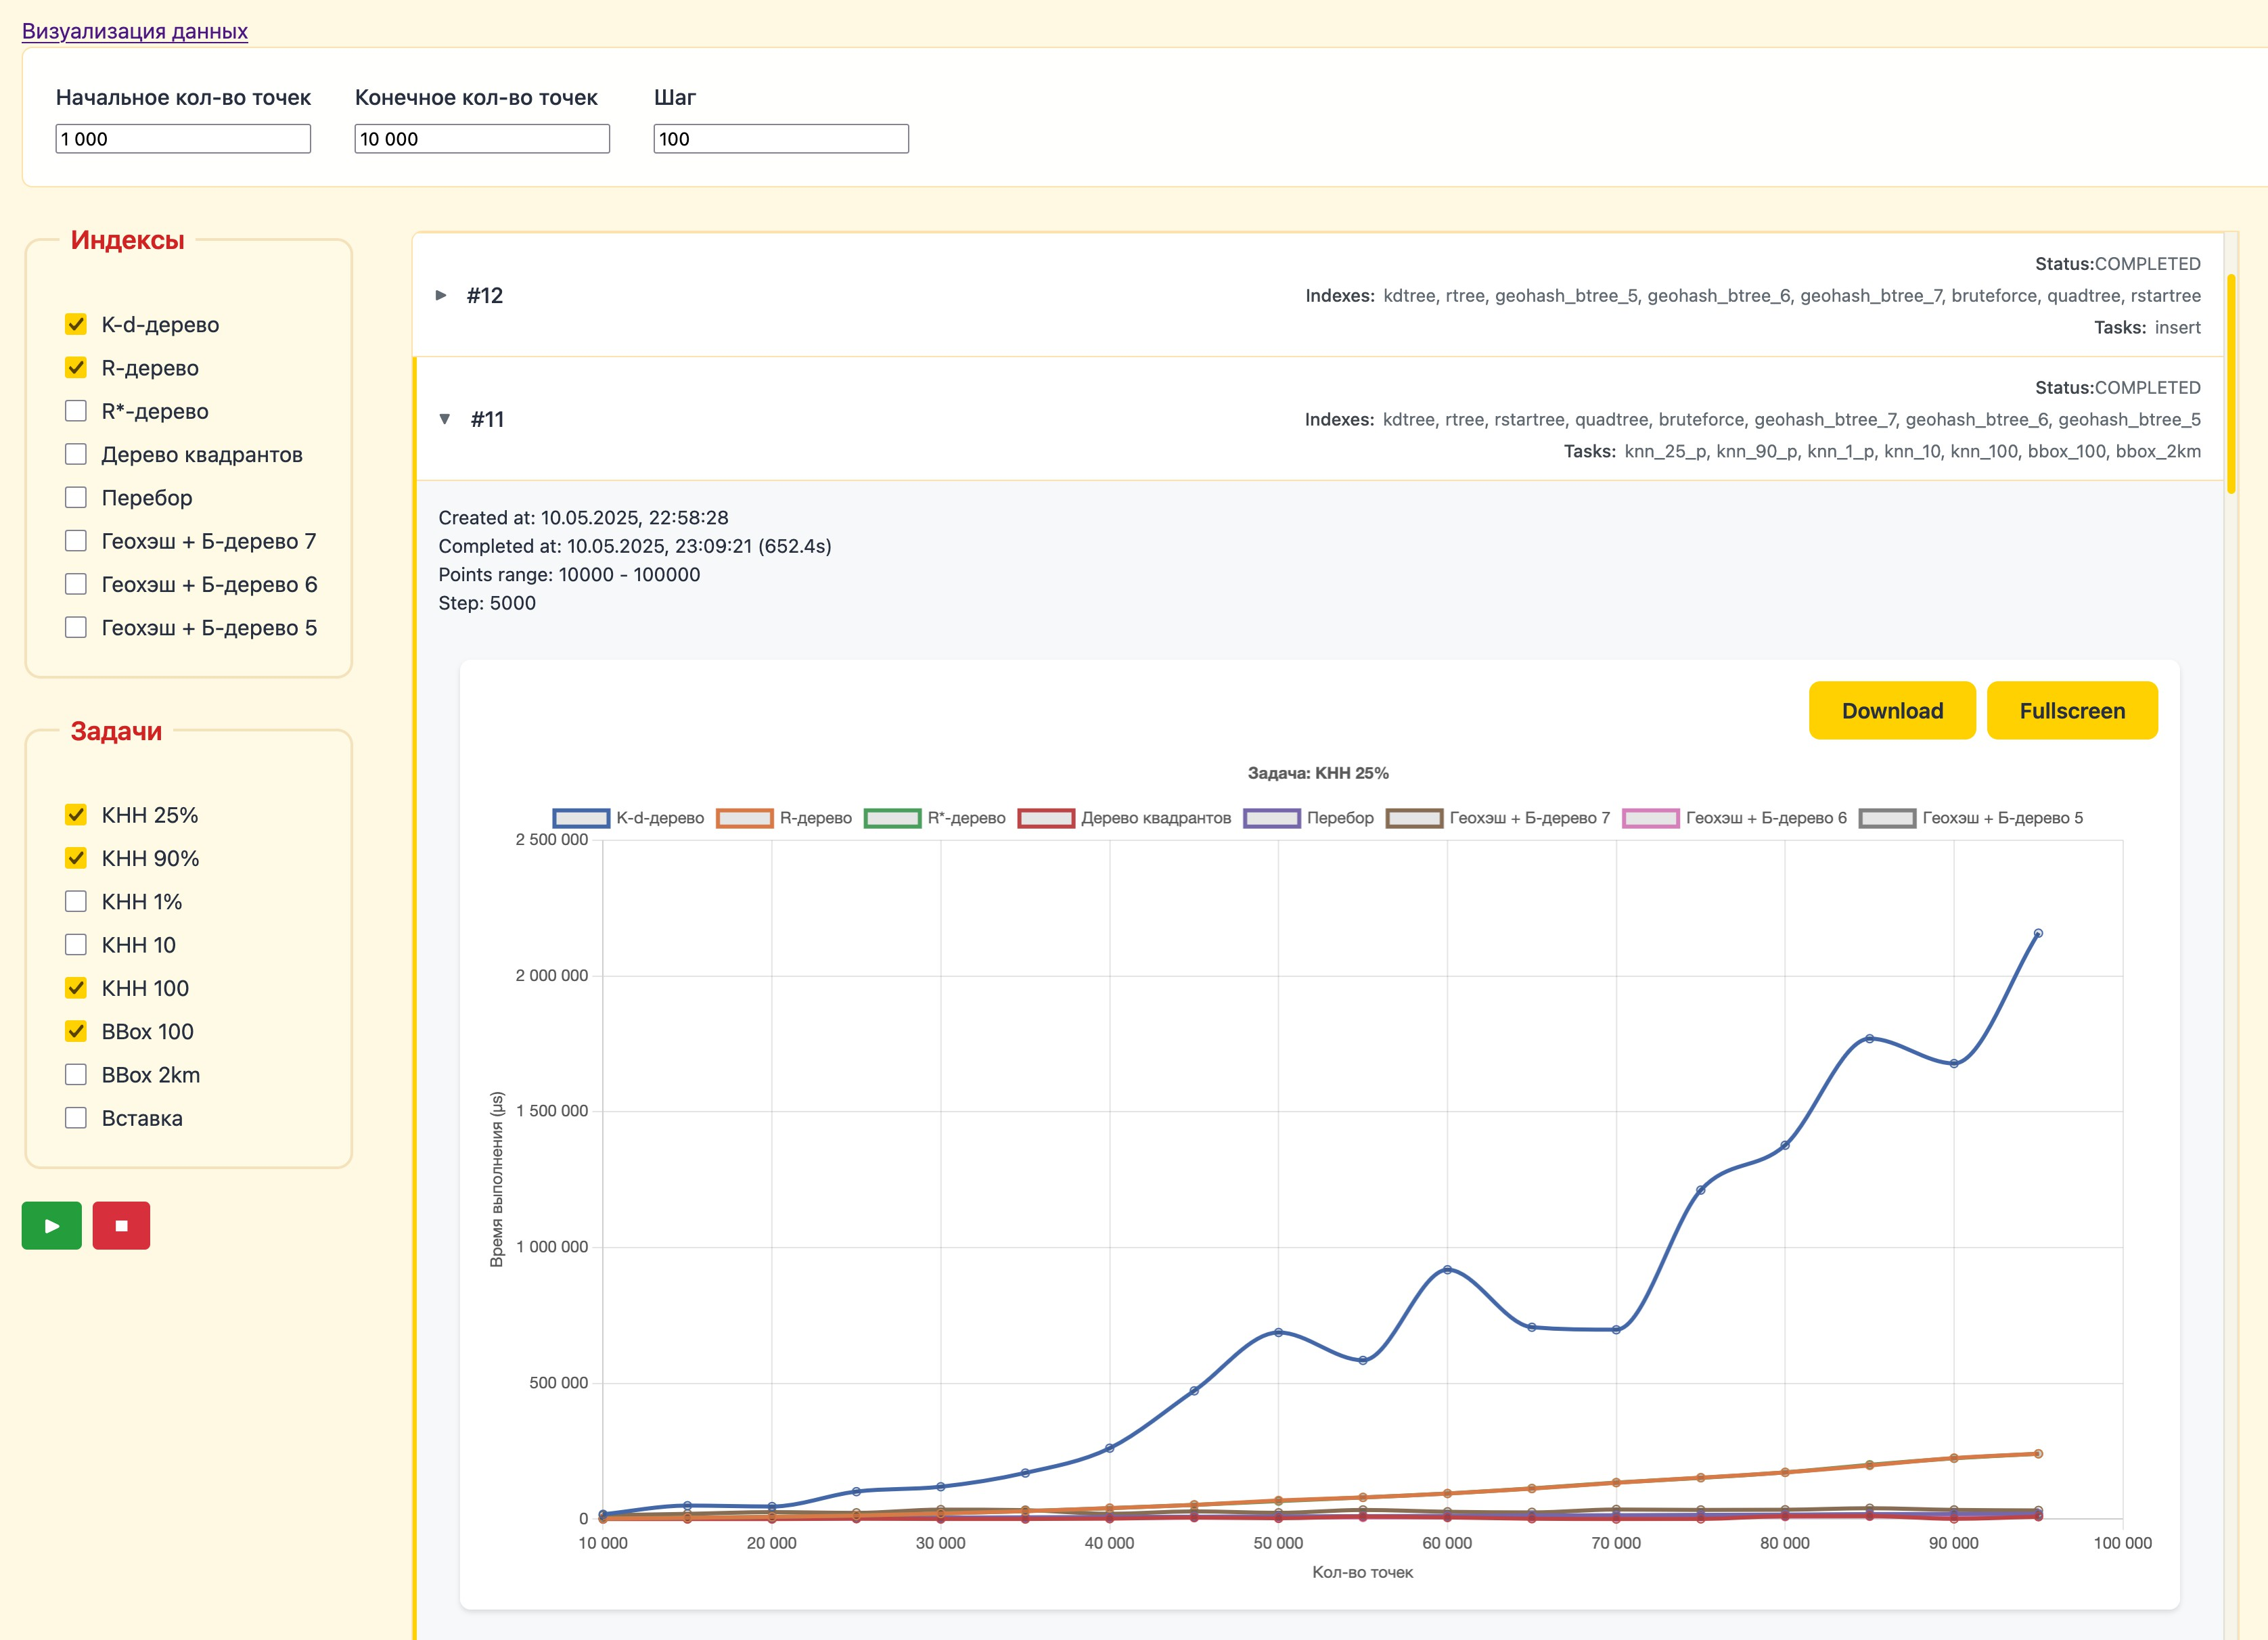 Визуализация данных
Начальное кол-во точек Конечное кол-во точек Шаг
1 000 10 000 100
Индексы
K-d-дерево
R-дерево
R*-дерево
Дерево квадрантов
Перебор
Геохэш + Б-дерево 7
Геохэш + Б-дерево 6
Геохэш + Б-дерево 5
Задачи
КНН 25%
КНН 90%
КНН 1%
КНН 10
КНН 100
BBox 100
BBox 2km
Вставка
#12
Status:COMPLETED
Indexes: kdtree, rtree, geohash_btree_5, geohash_btree_6, geohash_btree_7, bruteforce, quadtree, rstartree
Tasks: insert
#11
Status:COMPLETED
Indexes: kdtree, rtree, rstartree, quadtree, bruteforce, geohash_btree_7, geohash_btree_6, geohash_btree_5
Tasks: knn_25_p, knn_90_p, knn_1_p, knn_10, knn_100, bbox_100, bbox_2km
Created at: 10.05.2025, 22:58:28
Completed at: 10.05.2025, 23:09:21 (652.4s)
Points range: 10000 - 100000
Step: 5000
Download Fullscreen
Задача: КНН 25%
K-d-дерево R-дерево R*-дерево Дерево квадрантов Перебор Геохэш + Б-дерево 7 Геохэш + Б-дерево 6 Геохэш + Б-дерево 5
2 500 000
2 000 000
1 500 000
1 000 000
500 000
0
Время выполнения (μs)
10 000 20 000 30 000 40 000 50 000 60 000 70 000 80 000 90 000 100 000
Кол-во точек